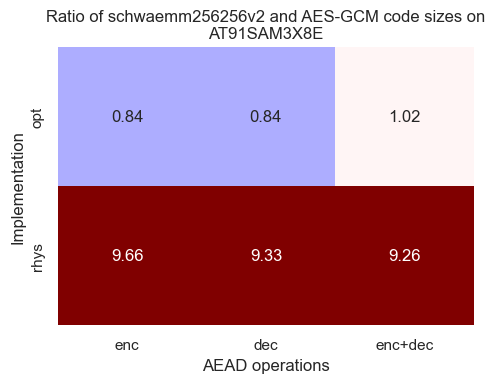 Ratio of schwaemm256256v2 and AES-GCM code sizes on
AT91SAM3X8E
Implementation
opt
0.84
0.84
1.02
rhys
9.66
9.33
9.26
enc
dec
enc+dec
AEAD operations